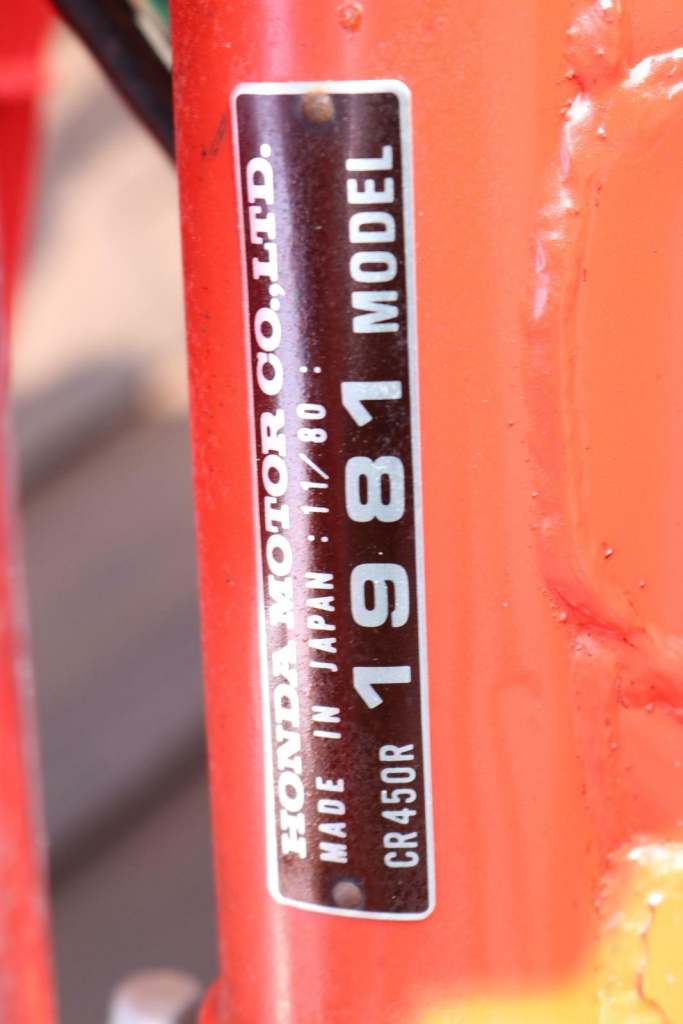 HONDA MOTOR CO.,LTD.
MADE IN JAPAN : 11/80 :
CR450R 1981 MODEL